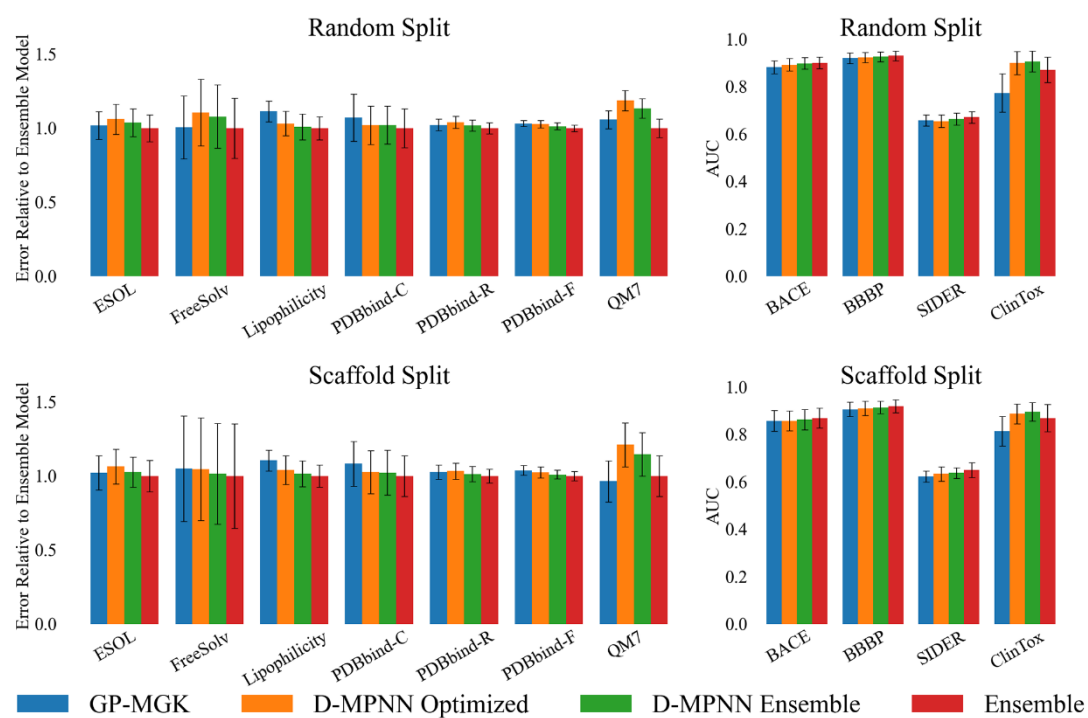 Random Split
Error Relative to Ensemble Model
1.5
1.0
0.5
0.0
ESOL
FreeSolv
Lipophilicity
PDBbind-C
PDBbind-R
PDBbind-F
QM7
Random Split
AUC
1.0
0.8
0.6
0.4
0.2
0.0
BACE
BBBP
SIDER
ClinTox
Scaffold Split
Error Relative to Ensemble Model
1.5
1.0
0.5
0.0
ESOL
FreeSolv
Lipophilicity
PDBbind-C
PDBbind-R
PDBbind-F
QM7
Scaffold Split
AUC
1.0
0.8
0.6
0.4
0.2
0.0
BACE
BBBP
SIDER
ClinTox
GP-MGK
D-MPNN Optimized
D-MPNN Ensemble
Ensemble